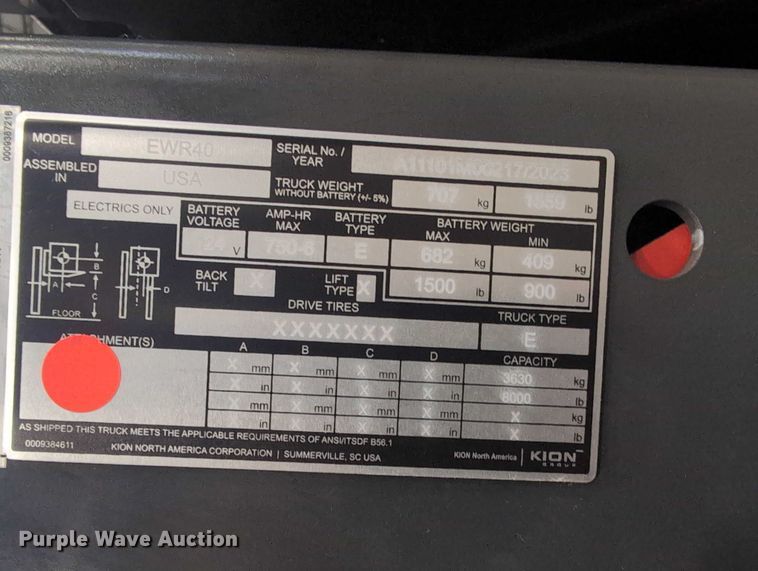 0009387216
MODEL EWR40 SERIAL No. / YEAR
ASSEMBLED IN USA TRUCK WEIGHT WITHOUT BATTERY (+/- 5%) 707 kg lb
ELECTRICS ONLY BATTERY VOLTAGE AMP-HR MAX BATTERY TYPE BATTERY WEIGHT
MAX MIN
24 V 750-6 E 682 kg 409 kg
BACK TILT X LIFT TYPE X 1500 lb 900 lb
A B C D
FLOOR
DRIVE TIRES TRUCK TYPE
XXXXXXX E
ATTACHMENT(S) A B C D CAPACITY
X mm X mm X mm X mm 3630 kg
X in X in X in X in 8000 lb
X mm X mm X mm X mm X kg
X in X in X in X in X lb
AS SHIPPED THIS TRUCK MEETS THE APPLICABLE REQUIREMENTS OF ANSI/ITSDF B56.1
0009384611 KION NORTH AMERICA CORPORATION | SUMMERVILLE, SC USA KION North America | KION GROUP
Purple Wave Auction